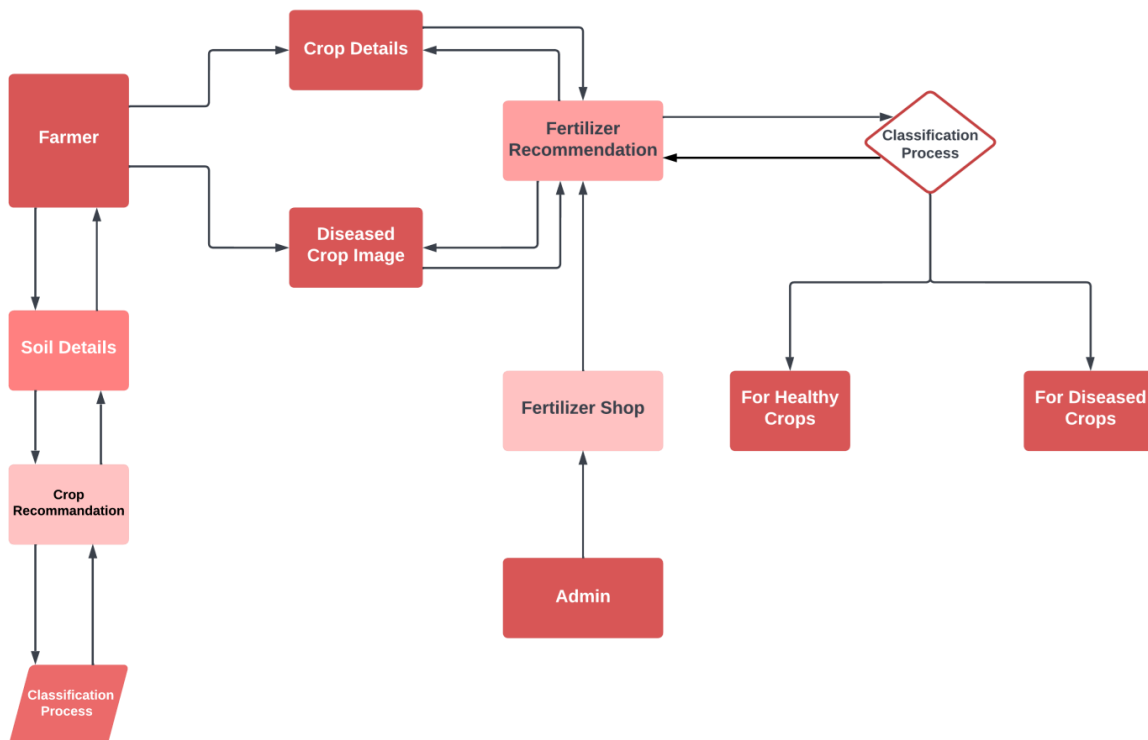 Crop Details
Farmer
Fertilizer
Recommendation
Classification
Process
Diseased
Crop Image
Soil Details
Fertilizer Shop
For Healthy
Crops
For Diseased
Crops
Crop
Recommandation
Admin
Classification
Process